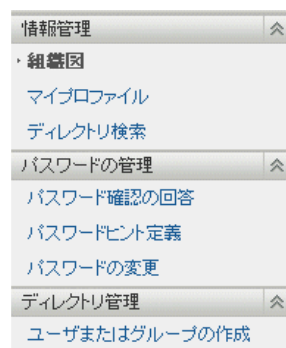 情報管理
・組織図
マイプロファイル
ディレクトリ検索
パスワードの管理
パスワード確認の回答
パスワードヒント定義
パスワードの変更
ディレクトリ管理
ユーザまたはグループの作成